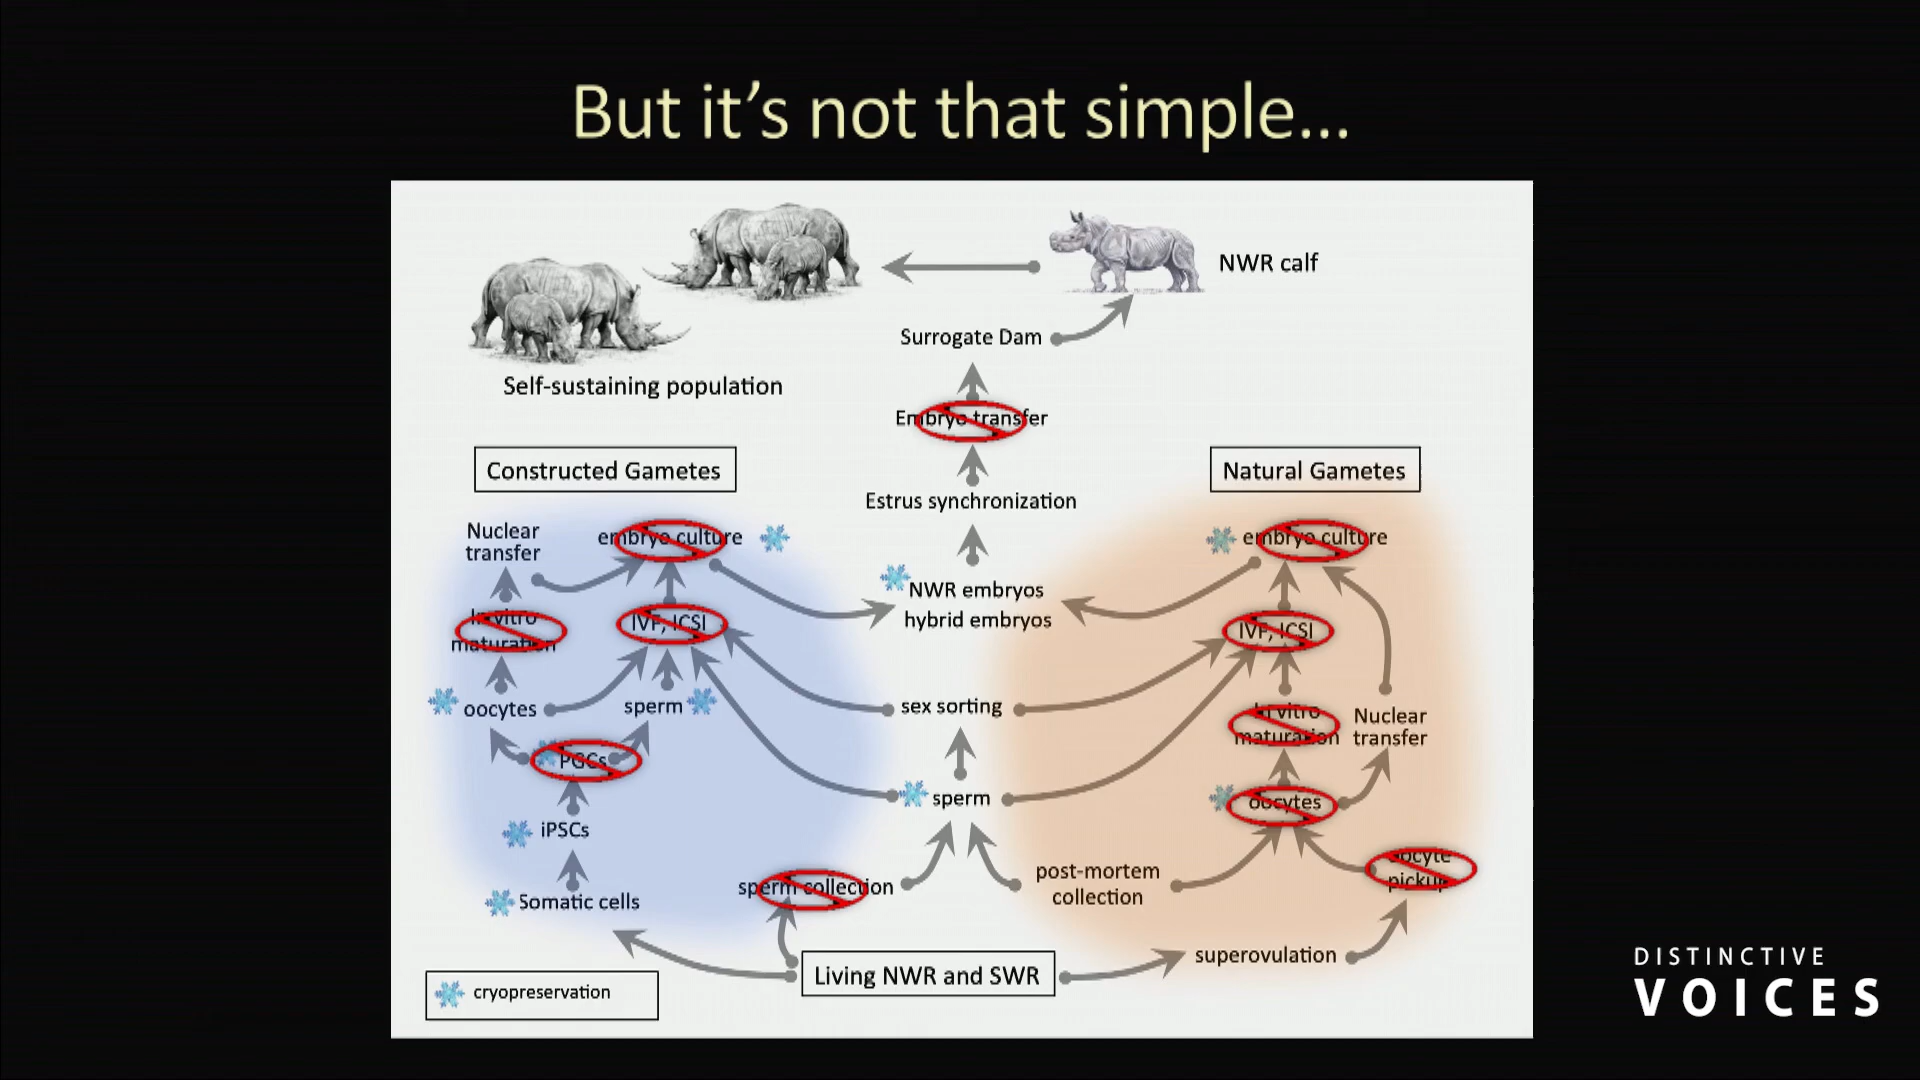 But it's not that simple...
NWR calf
Surrogate Dam
Self-sustaining population
Embryo transfer
Constructed Gametes
Natural Gametes
Estrus synchronization
Nuclear
transfer
embryo culture
embryo culture
NWR embryos
hybrid embryos
In vitro
maturation
IVF, ICSI
IVF, ICSI
oocytes
sperm
sex sorting
In vitro
maturation
Nuclear
transfer
PGCs
sperm
oocytes
iPSCs
oocyte
pickup
post-mortem
collection
sperm collection
Somatic cells
superovulation
Living NWR and SWR
cryopreservation
DISTINCTIVE
VOICES